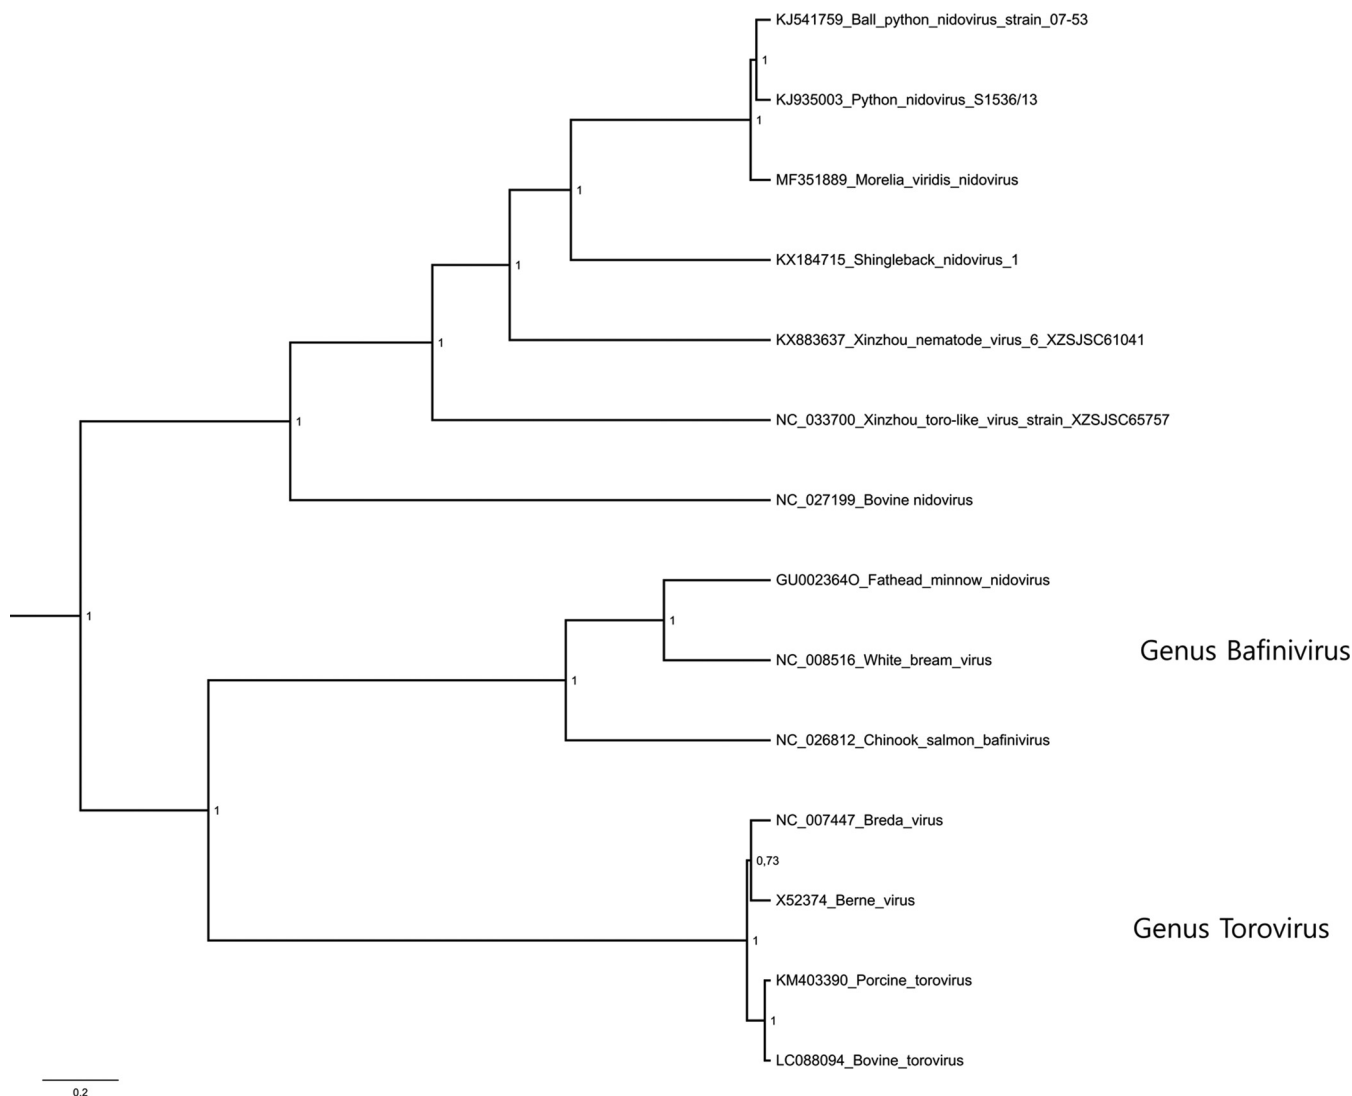 KJ541759_Ball_python_nidovirus_strain_07-53
1
KJ935003_Python_nidovirus_S1536/13
1
MF351889_Morelia_viridis_nidovirus
1
KX184715_Shingleback_nidovirus_1
1
KX883637_Xinzhou_nematode_virus_6_XZSJSC61041
1
NC_033700_Xinzhou_toro-like_virus_strain_XZSJSC65757
1
NC_027199_Bovine nidovirus
GU002364O_Fathead_minnow_nidovirus
1
1
NC_008516_White_bream_virus
Genus Bafinivirus
1
NC_026812_Chinook_salmon_bafinivirus
1
NC_007447_Breda_virus
0,73
X52374_Berne_virus
Genus Torovirus
1
KM403390_Porcine_torovirus
1
LC088094_Bovine_torovirus
0.2